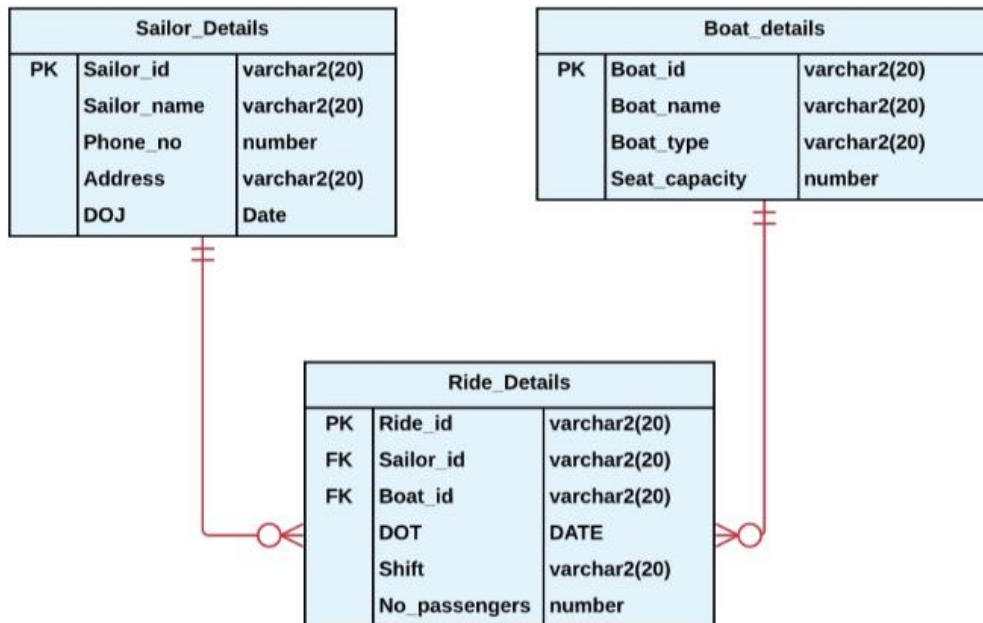 Sailor_Details
PK Sailor_id varchar2(20)
Sailor_name varchar2(20)
Phone_no number
Address varchar2(20)
DOJ Date
Boat_details
PK Boat_id varchar2(20)
Boat_name varchar2(20)
Boat_type varchar2(20)
Seat_capacity number
Ride_Details
PK Ride_id varchar2(20)
FK Sailor_id varchar2(20)
FK Boat_id varchar2(20)
DOT DATE
Shift varchar2(20)
No_passengers number